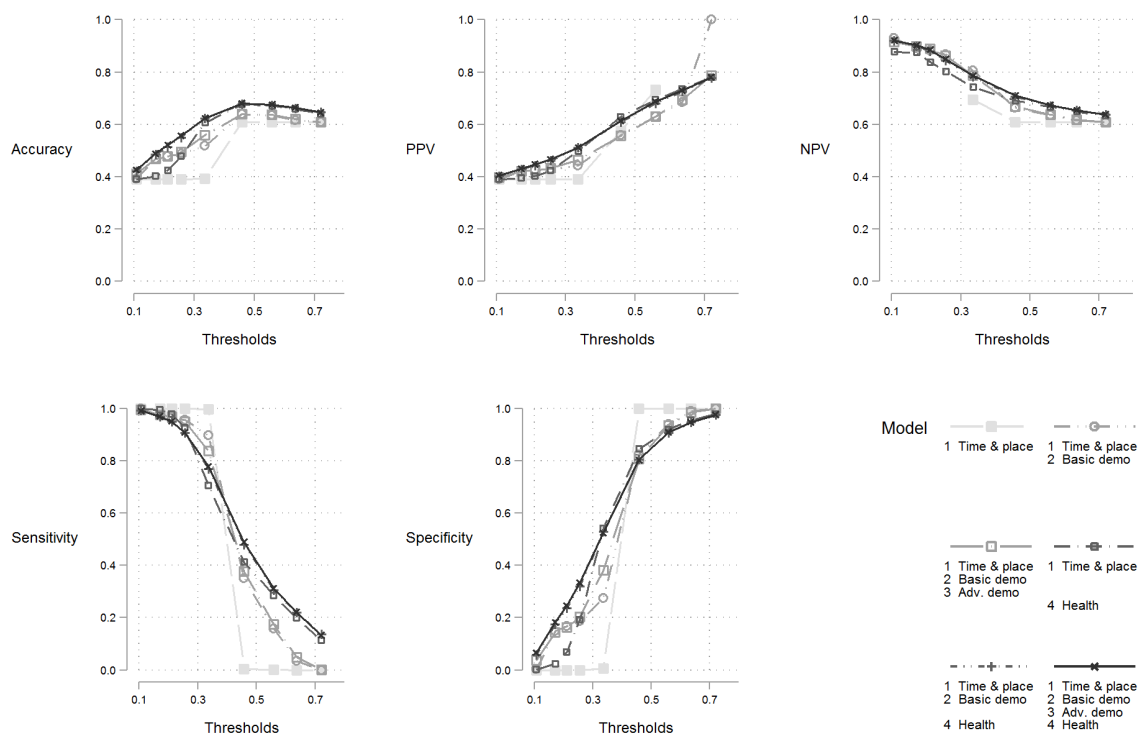 1.0
0.8
0.6
Accuracy
0.4
0.2
0.0
0.1 0.3 0.5 0.7
Thresholds
1.0
0.8
0.6
PPV
0.4
0.2
0.0
0.1 0.3 0.5 0.7
Thresholds
1.0
0.8
0.6
NPV
0.4
0.2
0.0
0.1 0.3 0.5 0.7
Thresholds
1.0
0.8
0.6
Sensitivity
0.4
0.2
0.0
0.1 0.3 0.5 0.7
Thresholds
1.0
0.8
0.6
Specificity
0.4
0.2
0.0
0.1 0.3 0.5 0.7
Thresholds
Model
1 Time & place
1 Time & place
2 Basic demo
1 Time & place
2 Basic demo
3 Adv. demo
1 Time & place
4 Health
1 Time & place
2 Basic demo
4 Health
1 Time & place
2 Basic demo
3 Adv. demo
4 Health